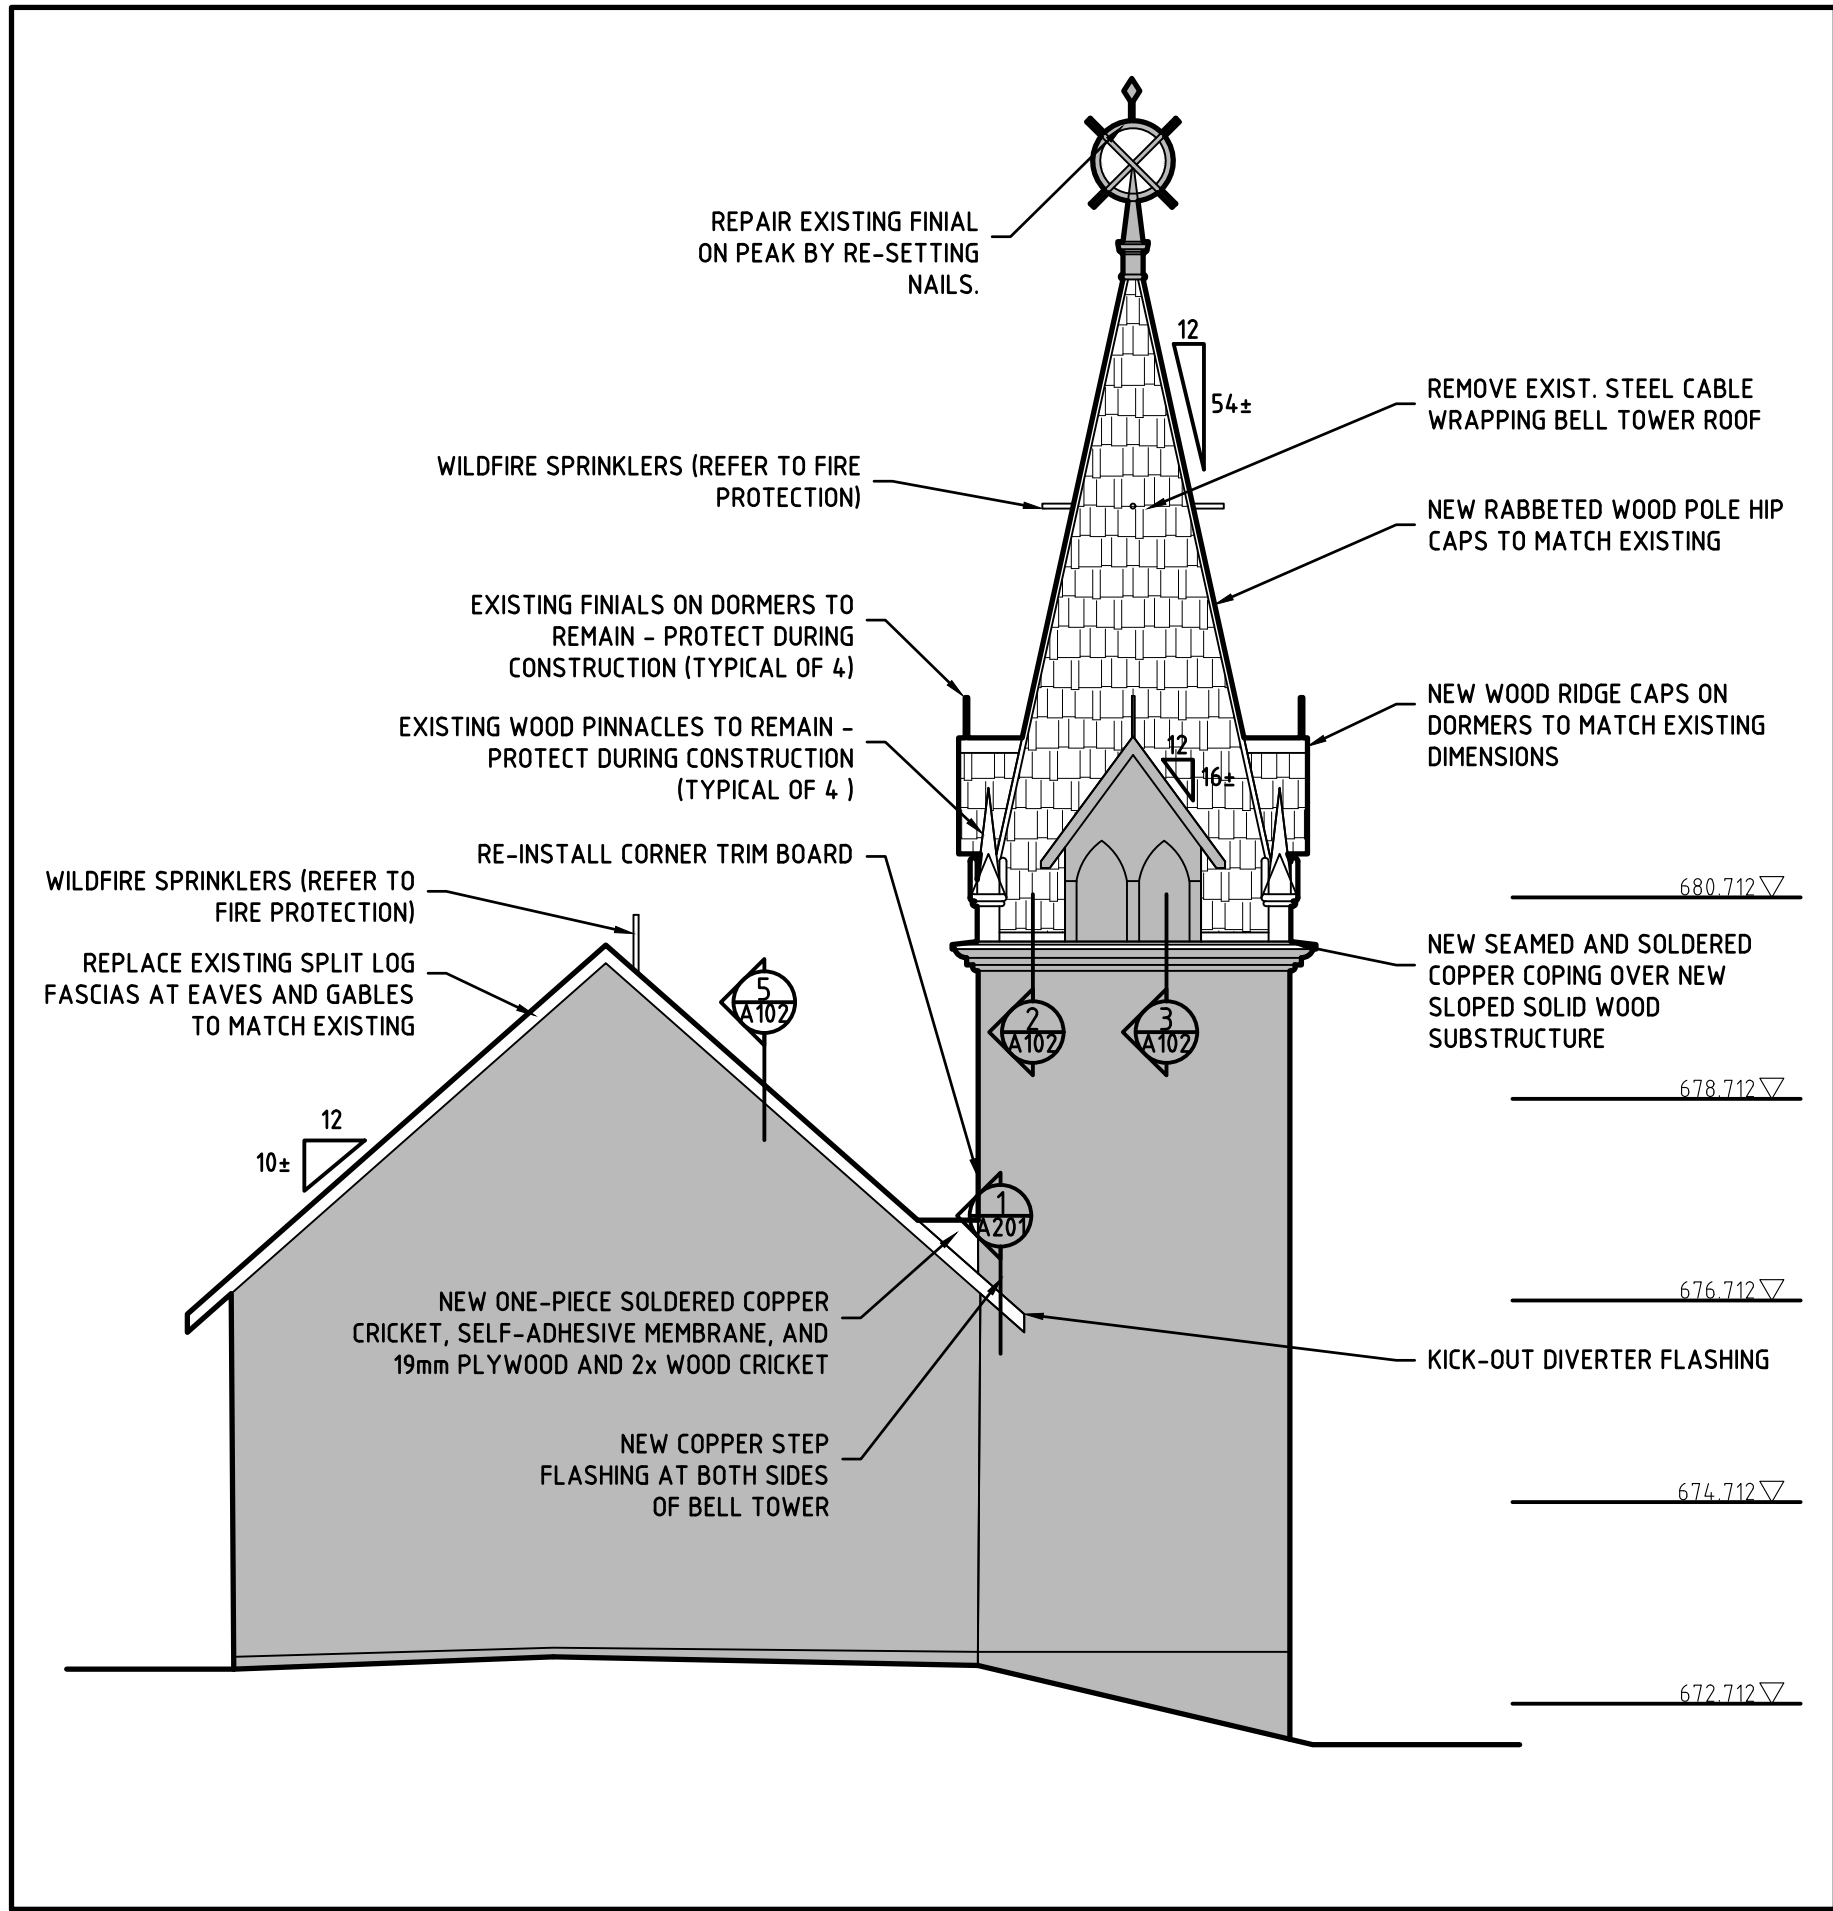 REPAIR EXISTING FINIAL
ON PEAK BY RE-SETTING
NAILS.
12
54±
REMOVE EXIST. STEEL CABLE
WRAPPING BELL TOWER ROOF
WILDFIRE SPRINKLERS (REFER TO FIRE
PROTECTION)
NEW RABBETED WOOD POLE HIP
CAPS TO MATCH EXISTING
EXISTING FINIALS ON DORMERS TO
REMAIN - PROTECT DURING
CONSTRUCTION (TYPICAL OF 4)
NEW WOOD RIDGE CAPS ON
DORMERS TO MATCH EXISTING
DIMENSIONS
EXISTING WOOD PINNACLES TO REMAIN -
PROTECT DURING CONSTRUCTION
(TYPICAL OF 4 )
12
16±
RE-INSTALL CORNER TRIM BOARD
WILDFIRE SPRINKLERS (REFER TO
FIRE PROTECTION)
680.712
REPLACE EXISTING SPLIT LOG
FASCIAS AT EAVES AND GABLES
TO MATCH EXISTING
NEW SEAMED AND SOLDERED
COPPER COPING OVER NEW
SLOPED SOLID WOOD
SUBSTRUCTURE
5
A102
2
A102
3
A102
678.712
12
10±
1
A201
676.712
NEW ONE-PIECE SOLDERED COPPER
CRICKET, SELF-ADHESIVE MEMBRANE, AND
19mm PLYWOOD AND 2x WOOD CRICKET
KICK-OUT DIVERTER FLASHING
NEW COPPER STEP
FLASHING AT BOTH SIDES
OF BELL TOWER
674.712
672.712